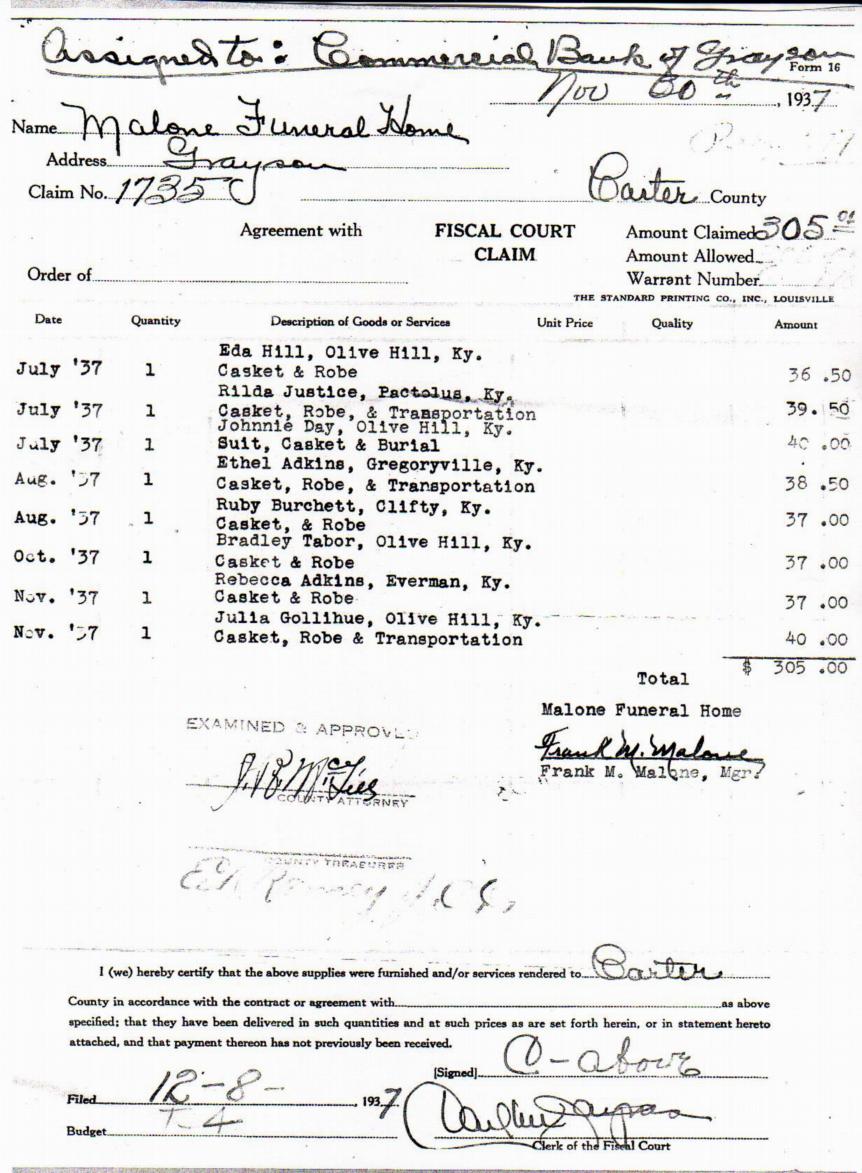 Assigned to: Commercial Bank of Grayson
Form 16
Nov 30th, 1937
Name Malone Funeral Home
Address Grayson
Claim No. 1735
Carter County
Agreement with FISCAL COURT Amount Claimed 305 00
CLAIM Amount Allowed
Order of Warrant Number
THE STANDARD PRINTING CO., INC., LOUISVILLE
Date Quantity Description of Goods or Services Unit Price Quality Amount
Eda Hill, Olive Hill, Ky.
July '37 1 Casket & Robe 36 .50
Rilda Justice, Pactolus, Ky.
July '37 1 Casket, Robe, & Transportation 39.50
Johnnie Day, Olive Hill, Ky.
July '37 1 Suit, Casket & Burial 40 .00
Ethel Adkins, Gregoryville, Ky.
Aug. '37 1 Casket, Robe, & Transportation 38 .50
Ruby Burchett, Clifty, Ky.
Aug. '37 1 Casket, & Robe 37 .00
Bradley Tabor, Olive Hill, Ky.
Oct. '37 1 Casket & Robe 37 .00
Rebecca Adkins, Everman, Ky.
Nov. '37 1 Casket & Robe 37 .00
Julia Gollihue, Olive Hill, Ky.
Nov. '37 1 Casket, Robe & Transportation 40 .00
Total $ 305 .00
Malone Funeral Home
EXAMINED & APPROVED
Frank M. Malone
Frank M. Malone, Mgr.
COUNTY ATTORNEY
COUNTY TREASURER
I (we) hereby certify that the above supplies were furnished and/or services rendered to Carter
County in accordance with the contract or agreement with as above
specified; that they have been delivered in such quantities and at such prices as are set forth herein, or in statement hereto
attached, and that payment thereon has not previously been received.
[Signed] C-above
Filed 12-8-, 1937
Budget
Clerk of the Fiscal Court